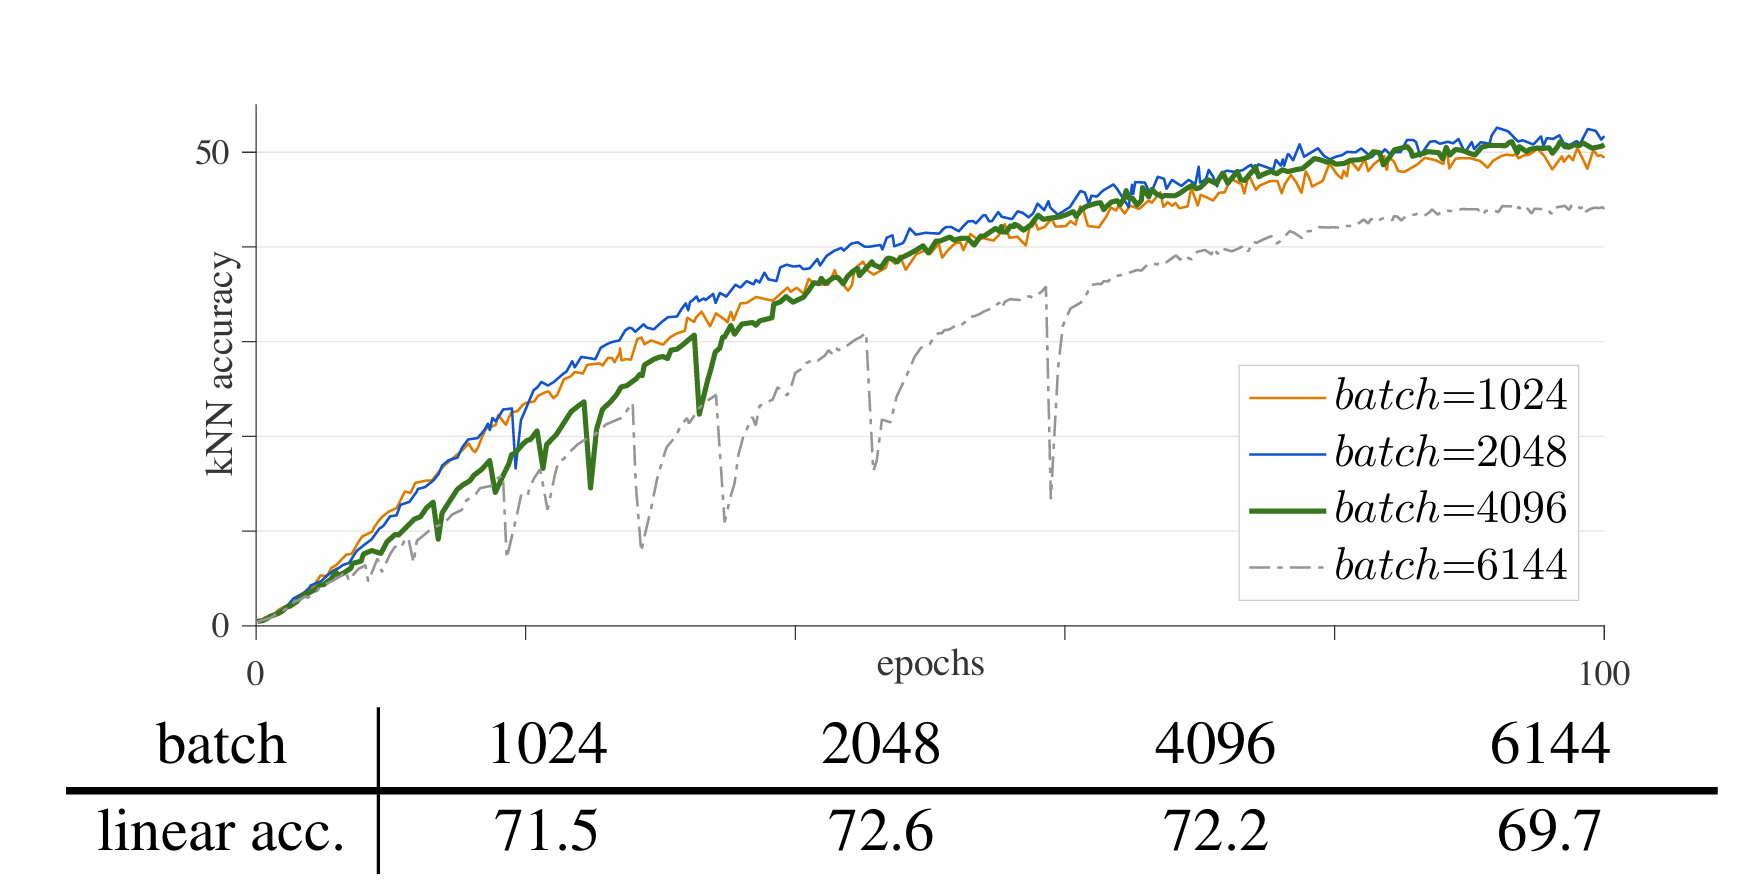 50
kNN accuracy
0
batch=1024
batch=2048
batch=4096
batch=6144
0 epochs 100
batch 1024 2048 4096 6144
linear acc. 71.5 72.6 72.2 69.7